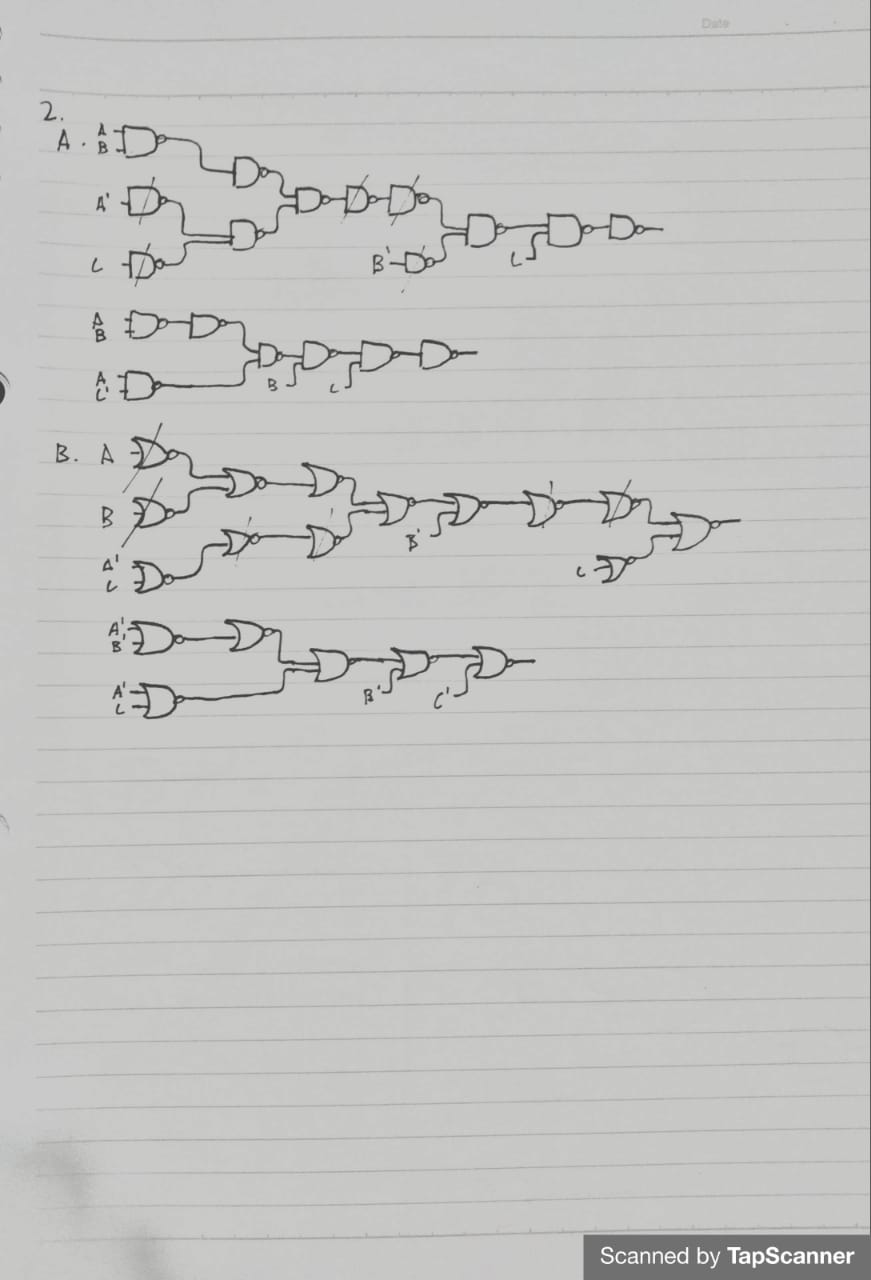 Date
2.
A. A
B
A'
C
B'
C
A
B
A
C'
B
C
B. A
B
A'
C
B'
C
A'
B'
A'
C
B'
C'
Scanned by TapScanner